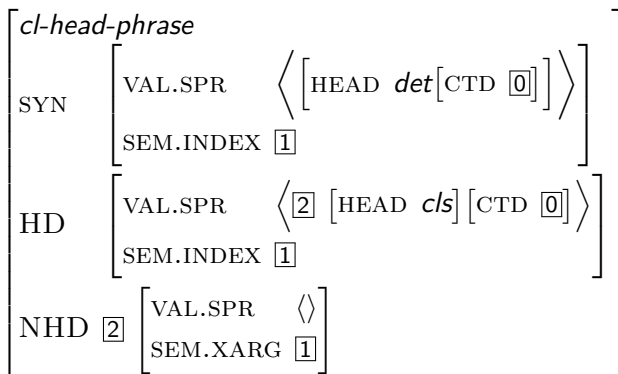 cl-head-phrase
SYN [VAL.SPR ⟨[HEAD det[CTD 0]]⟩
SEM.INDEX 1]
HD [VAL.SPR ⟨2 [HEAD cls][CTD 0]⟩
SEM.INDEX 1]
NHD 2 [VAL.SPR ⟨⟩
SEM.XARG 1]